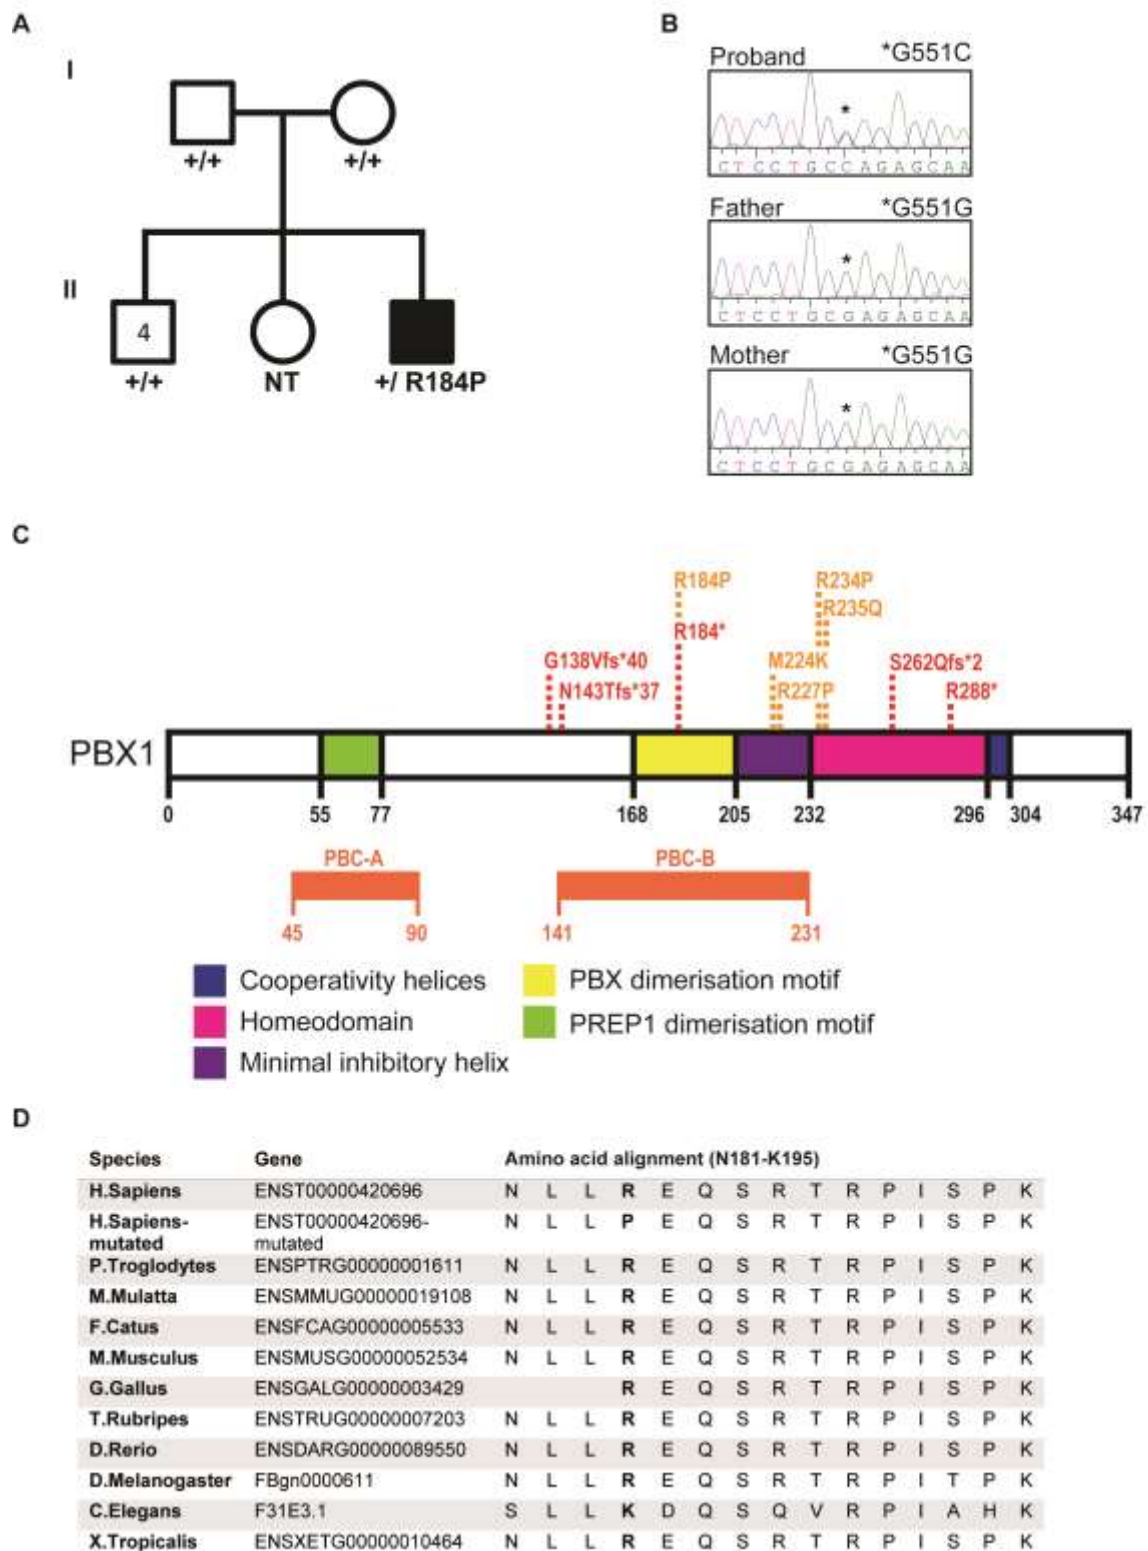 A
B
I
+/+
+/+
II
4
+/+
NT
+/ R184P
Proband *G551C
*
C T C C T G C C A G A G C A A
Father *G551G
*
C T C C T G C G A G A G C A A
Mother *G551G
*
C T C C T G C G A G A G C A A
C
R184P R234P
R235Q
R184*
G138Vfs*40 M224K S262Qfs*2
N143Tfs*37 R227P R288*
PBX1
0 55 77 168 205 232 296 304 347
PBC-A PBC-B
45 90 141 231
Cooperativity helices PBX dimerisation motif
Homeodomain PREP1 dimerisation motif
Minimal inhibitory helix
D
Species Gene Amino acid alignment (N181-K195)
H.Sapiens ENST00000420696 N L L R E Q S R T R P I S P K
H.Sapiens- ENST00000420696- N L L P E Q S R T R P I S P K
mutated mutated
P.Troglodytes ENSPTRG00000001611 N L L R E Q S R T R P I S P K
M.Mulatta ENSMMUG00000019108 N L L R E Q S R T R P I S P K
F.Catus ENSFCAG00000005533 N L L R E Q S R T R P I S P K
M.Musculus ENSMUSG00000052534 N L L R E Q S R T R P I S P K
G.Gallus ENSGALG00000003429 R E Q S R T R P I S P K
T.Rubripes ENSTRUG00000007203 N L L R E Q S R T R P I S P K
D.Rerio ENSDARG00000089550 N L L R E Q S R T R P I S P K
D.Melanogaster FBgn0000611 N L L R E Q S R T R P I T P K
C.Elegans F31E3.1 S L L K D Q S Q V R P I A H K
X.Tropicalis ENSXETG00000010464 N L L R E Q S R T R P I S P K